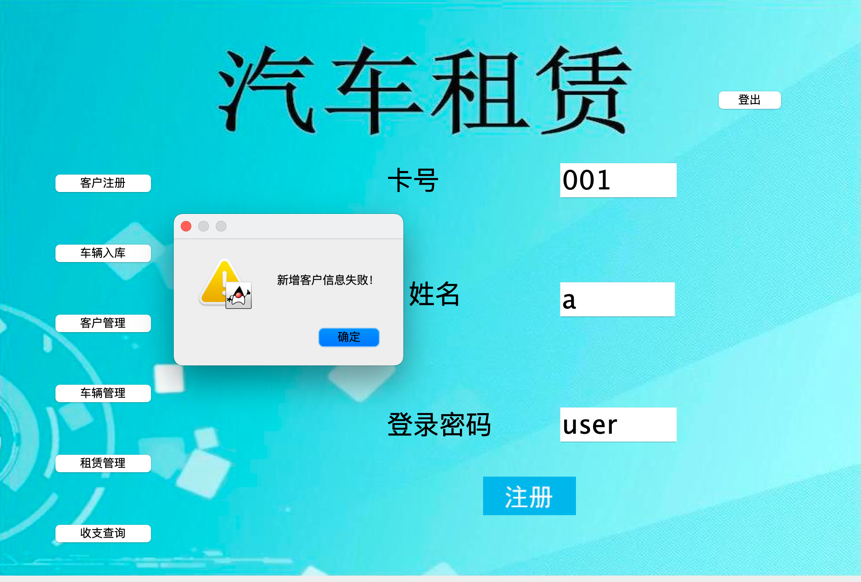 汽车租赁
登出
客户注册
卡号
001
车辆入库
新增客户信息失败!
确定
姓名
a
客户管理
车辆管理
登录密码
user
租赁管理
注册
收支查询